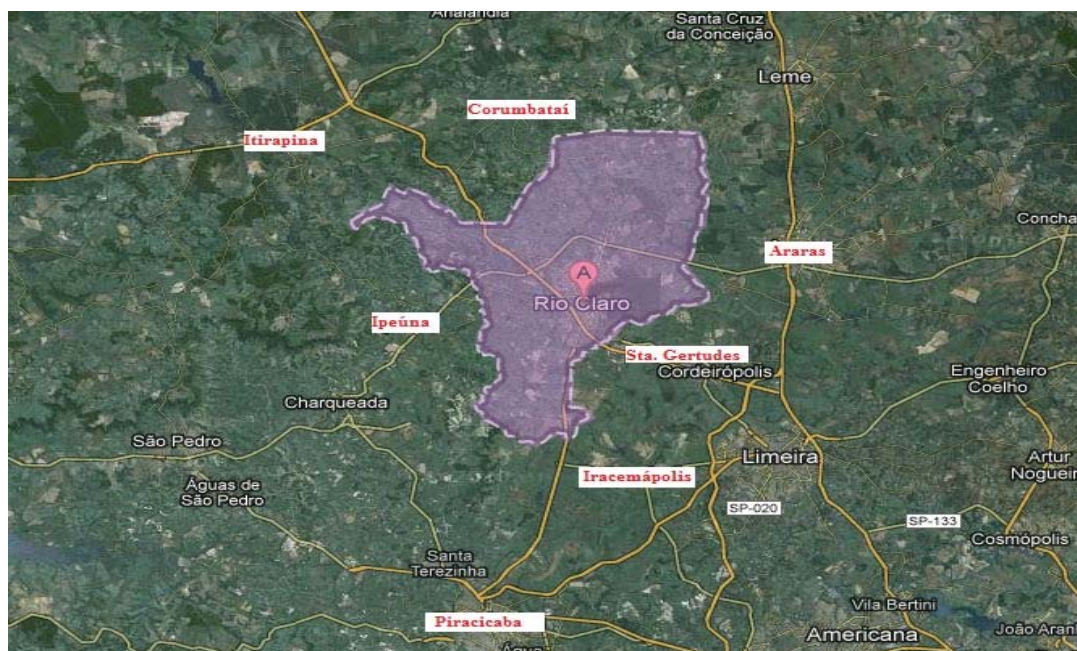 Analândia
Santa Cruz
da Conceição
Leme
Corumbataí
Itirapina
Concha
Araras
A
Rio Claro
Ipeúna
Sta. Gertudes
Cordeirópolis
Engenheiro
Coelho
Charqueada
São Pedro
Limeira
Artur
Nogueir
Iracemápolis
Águas de
São Pedro
SP-020
SP-133
Cosmópolis
Santa
Terezinha
Vila Bertini
Piracicaba
Americana
João Aran
Água